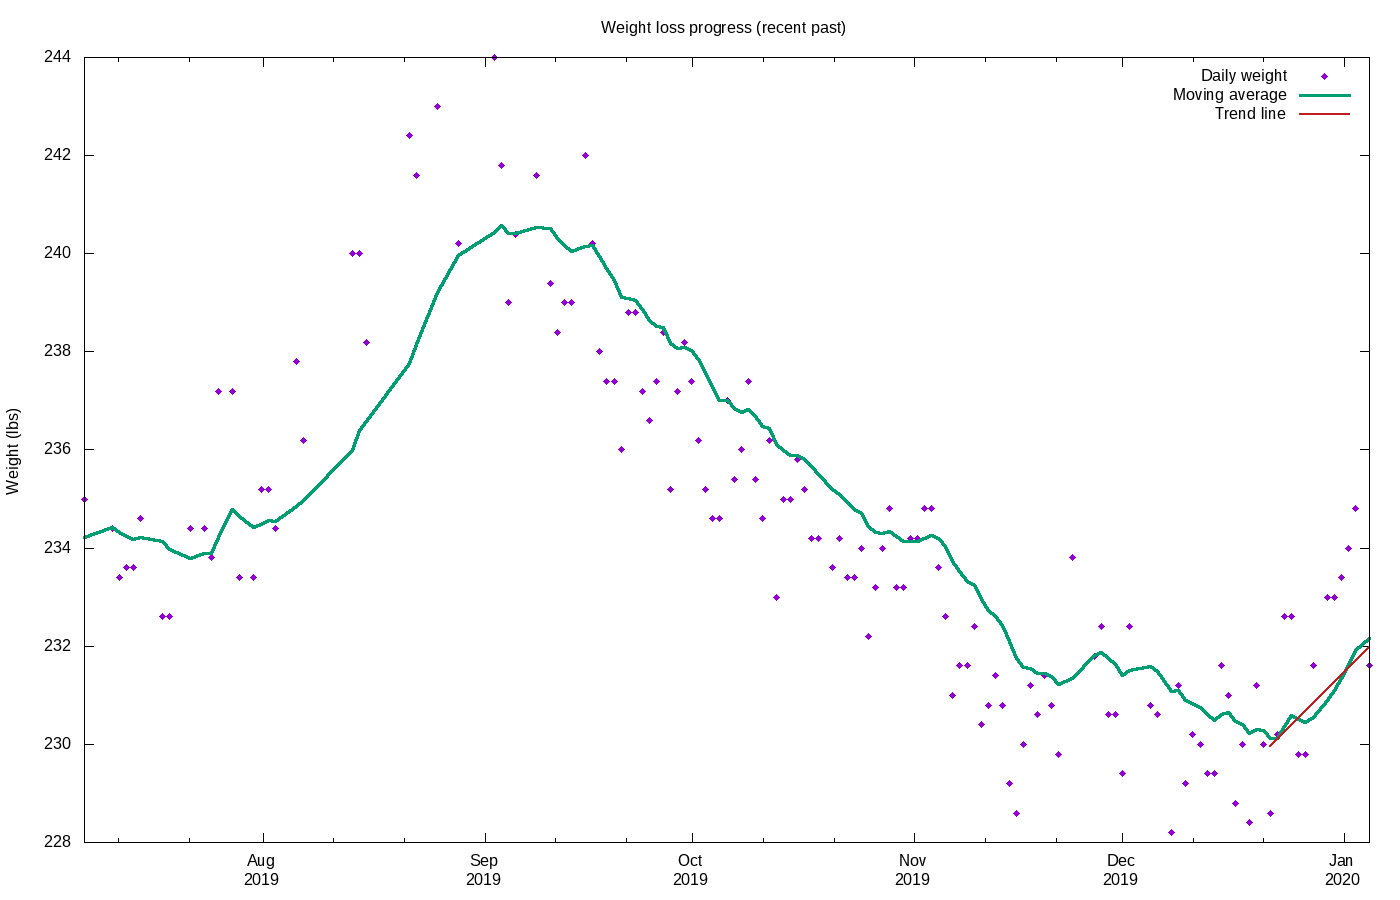 Weight loss progress (recent past)
244
242
240
238
236
234
232
230
228
Weight (lbs)
Daily weight
Moving average
Trend line
Aug
2019
Sep
2019
Oct
2019
Nov
2019
Dec
2019
Jan
2020